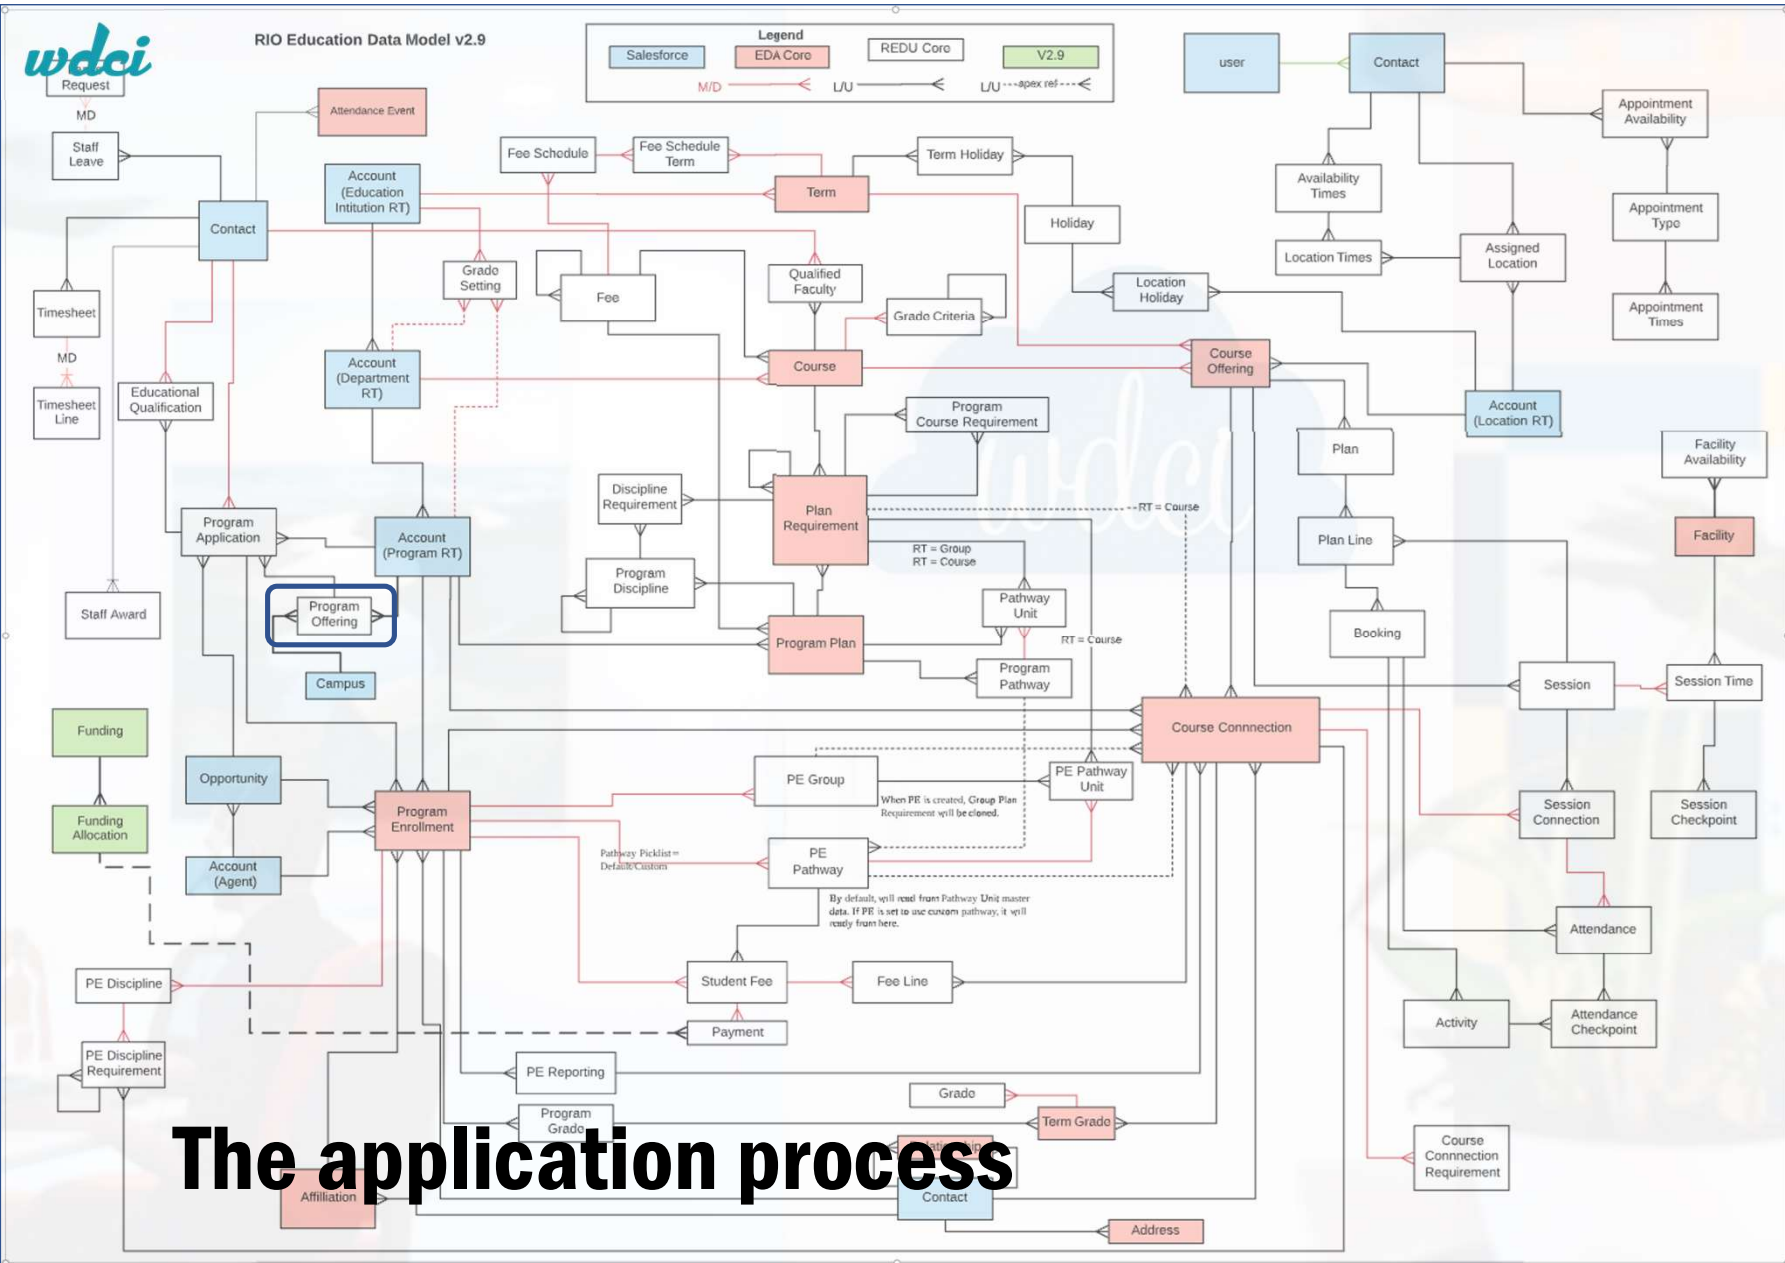 wdci
RIO Education Data Model v2.9
Legend
Salesforce
EDA Core
REDU Core
V2.9
M/D
L/U
L/U
apex ref
user
Contact
Request
MD
Staff
Leave
Attendance Event
Appointment
Availability
Fee Schedule
Fee Schedule
Term
Term Holiday
Account
(Education
Intitution RT)
Term
Availability
Times
Appointment
Type
Contact
Holiday
Location Times
Assigned
Location
Grade
Setting
Fee
Qualified
Faculty
Location
Holiday
Timesheet
Grade Criteria
Appointment
Times
MD
Timesheet
Line
Educational
Qualification
Account
(Department
RT)
Course
Course
Offering
Account
(Location RT)
Program
Course Requirement
Plan
Facility
Availability
wdci
Discipline
Requirement
Plan
Requirement
RT = Course
Program
Application
Account
(Program RT)
RT = Group
RT = Course
Plan Line
Facility
Program
Discipline
Pathway
Unit
Staff Award
Program
Offering
Program Plan
RT = Course
Booking
Campus
Program
Pathway
Session
Session Time
Funding
Course Connnection
Opportunity
PE Group
PE Pathway
Unit
When PE is created, Group Plan
Requirement will be cloned.
Funding
Allocation
Program
Enrollment
Session
Connection
Session
Checkpoint
Account
(Agent)
Pathway Picklist=
Default/Custom
PE
Pathway
By default, will read from Pathway Unit master
data. If PE is set to use custom pathway, it will
ready from here.
Attendance
PE Discipline
Student Fee
Fee Line
Payment
Activity
Attendance
Checkpoint
PE Discipline
Requirement
PE Reporting
Grade
Program
Grade
Term Grade
The application process
Course
Connnection
Requirement
Affilliation
Contact
Address